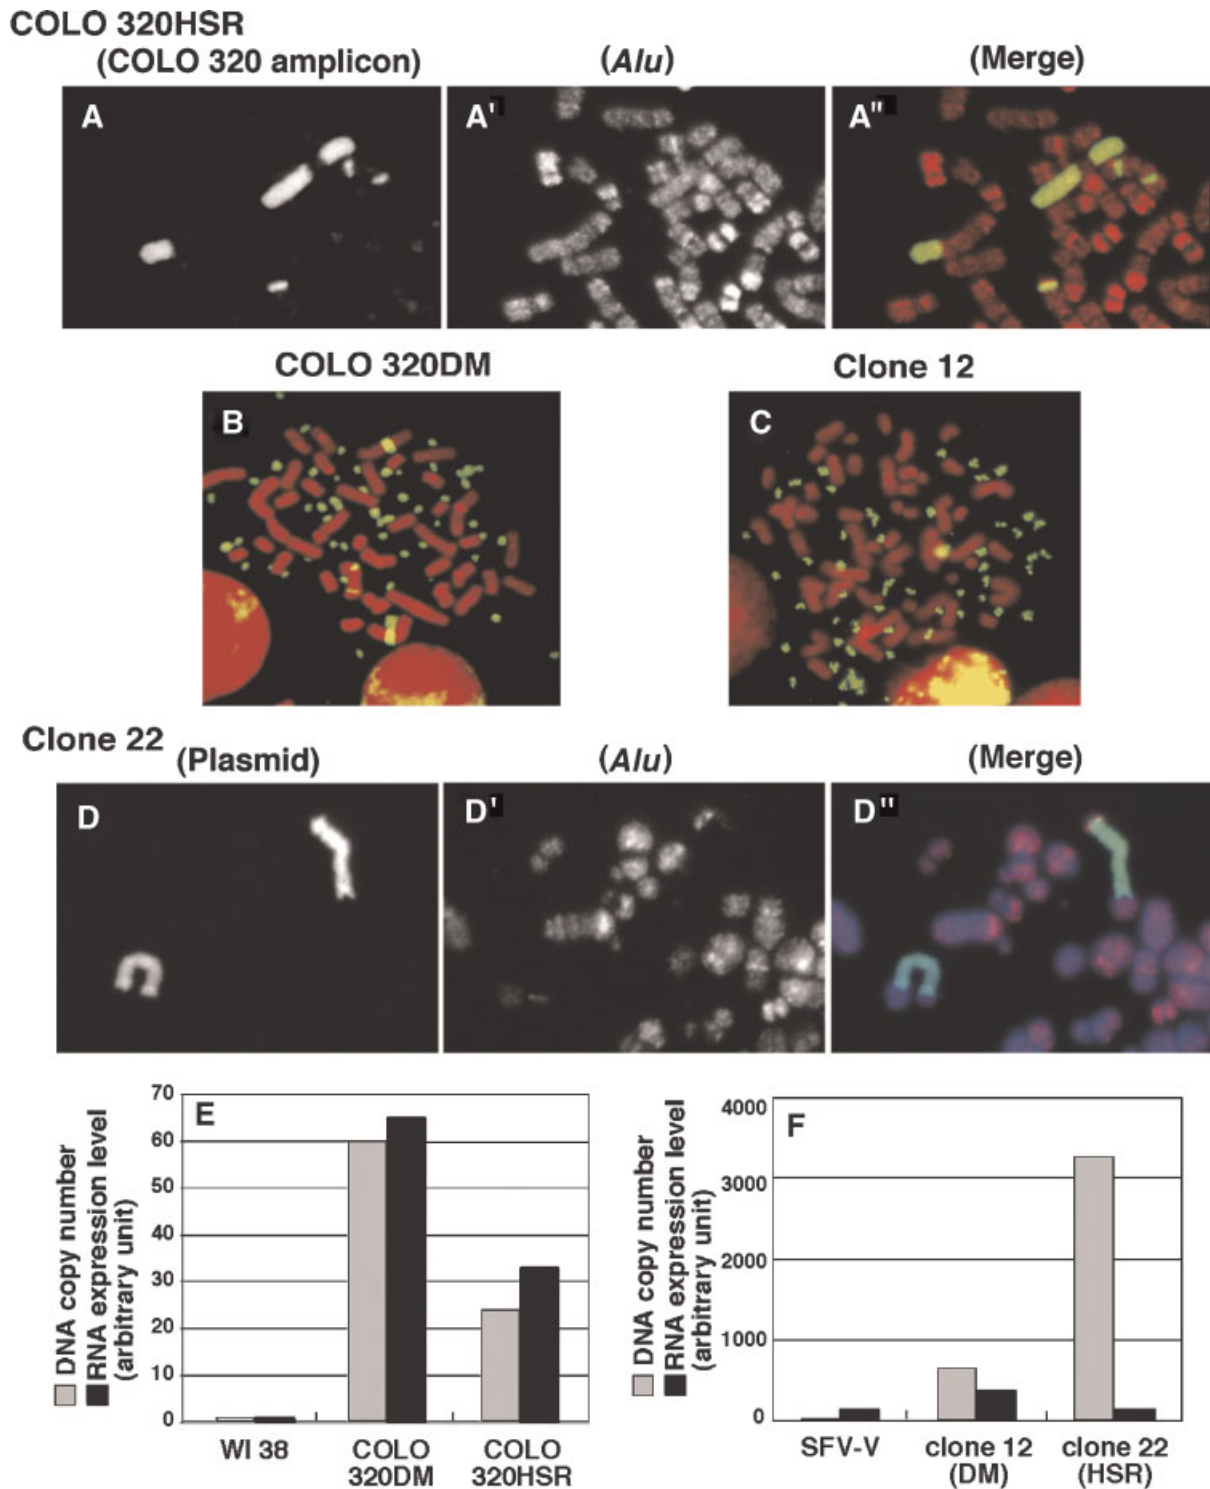 COLO 320HSR
(COLO 320 amplicon)
(Alu)
(Merge)
A
A'
A"
COLO 320DM
Clone 12
B
C
Clone 22
(Plasmid)
(Alu)
(Merge)
D
D'
D"
E
70
60
50
40
30
20
10
0
DNA copy number
RNA expression level
(arbitrary unit)
WI 38
COLO
320DM
COLO
320HSR
F
4000
3000
2000
1000
0
DNA copy number
RNA expression level
(arbitrary unit)
SFV-V
clone 12
(DM)
clone 22
(HSR)